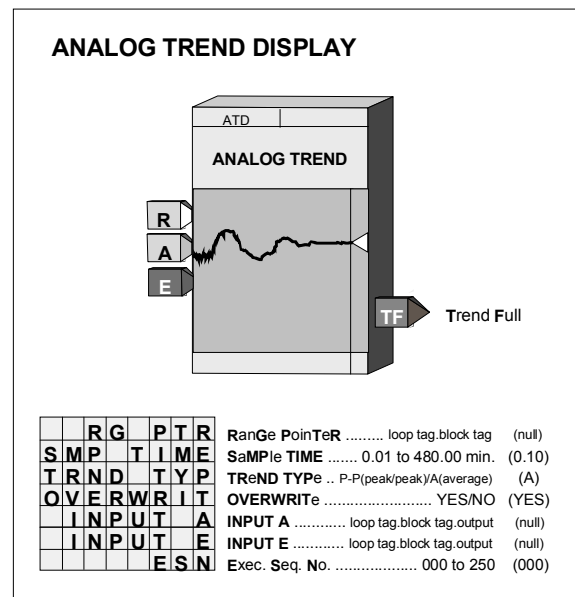 ANALOG TREND DISPLAY
ATD
ANALOG TREND
R
A
E
TF
Trend Full
RG PTR RanGe PoinTeR ......... loop tag.block tag (null)
SMP TIME SaMPle TIME ....... 0.01 to 480.00 min. (0.10)
TRND TYP TReND TYPe .. P-P(peak/peak)/A(average) (A)
OVERWRIT OVERWRITe ........................ YES/NO (YES)
INPUT A INPUT A ............ loop tag.block tag.output (null)
INPUT E INPUT E ............ loop tag.block tag.output (null)
ESN Exec. Seq. No. ................... 000 to 250 (000)